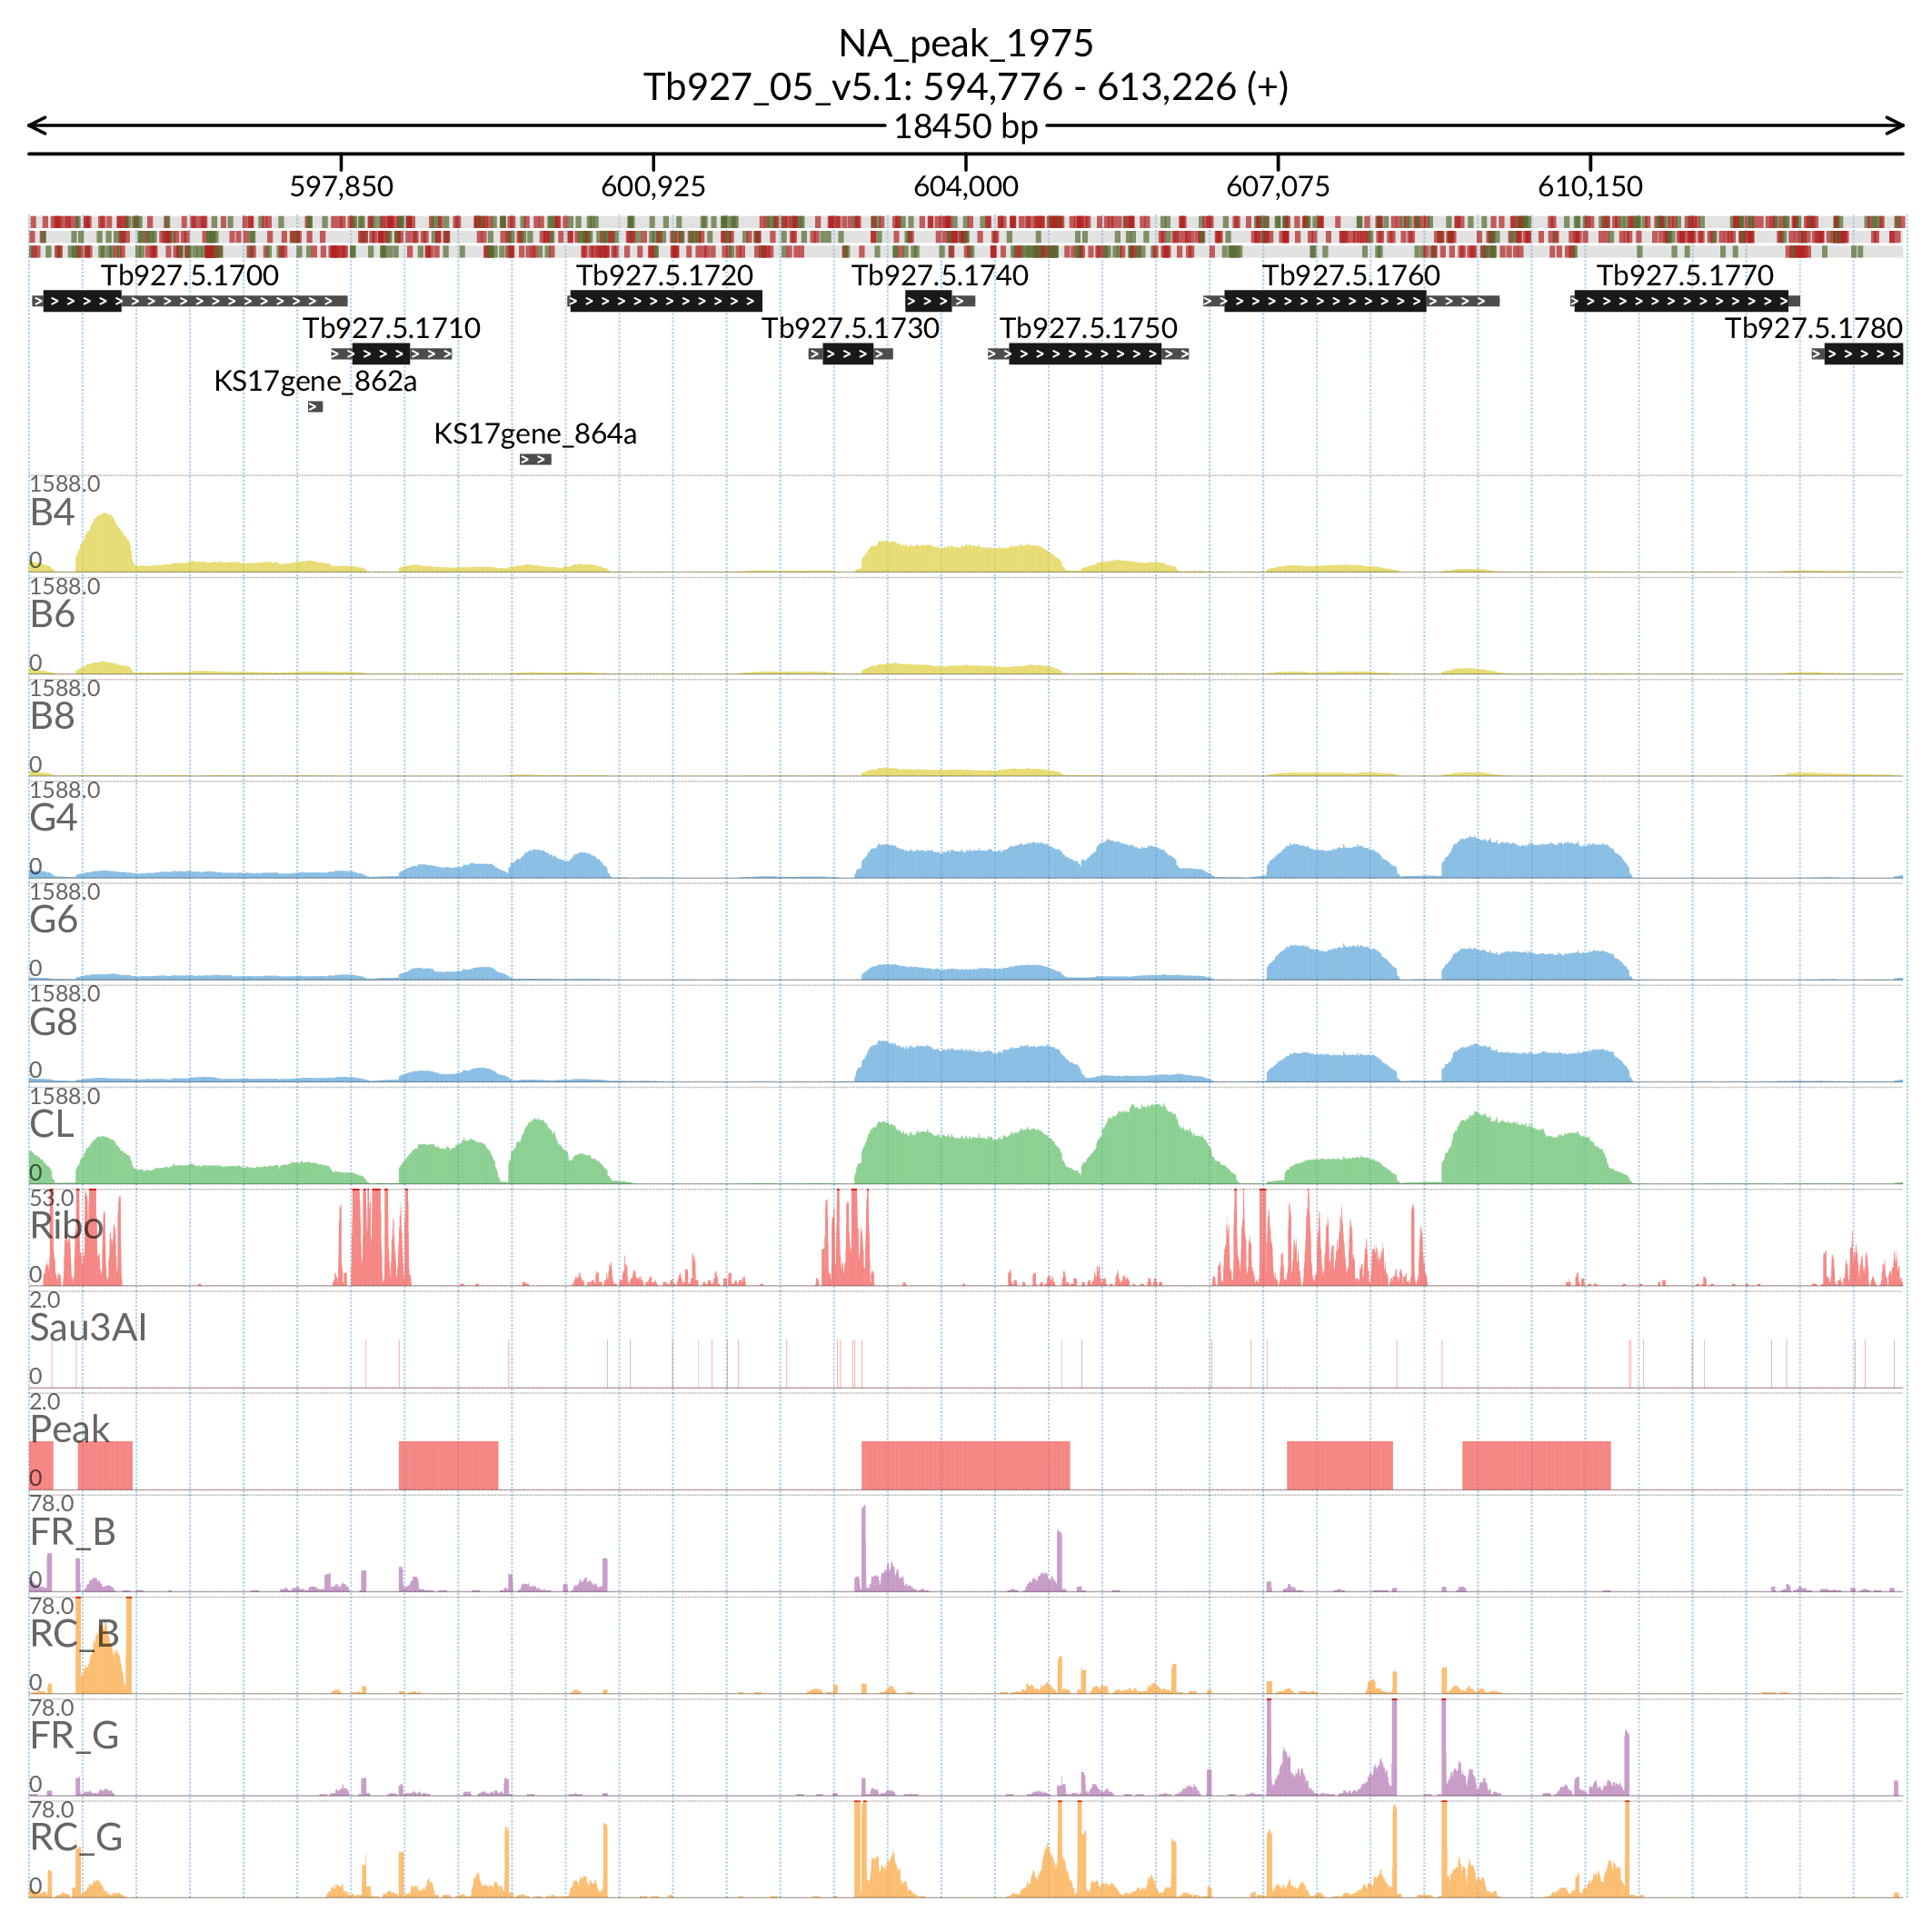 NA_peak_1975
Tb927_05_v5.1: 594,776 - 613,226 (+)
18450 bp
597,850 600,925 604,000 607,075 610,150
Tb927.5.1700 Tb927.5.1720 Tb927.5.1740 Tb927.5.1760 Tb927.5.1770
Tb927.5.1710 Tb927.5.1730 Tb927.5.1750 Tb927.5.1780
KS17gene_862a
KS17gene_864a
1588.0
B4
0
1588.0
B6
0
1588.0
B8
0
1588.0
G4
0
1588.0
G6
0
1588.0
G8
0
1588.0
CL
0
53.0
Ribo
0
2.0
Sau3AI
0
2.0
Peak
0
78.0
FR_B
0
78.0
RC_B
0
78.0
FR_G
0
78.0
RC_G
0